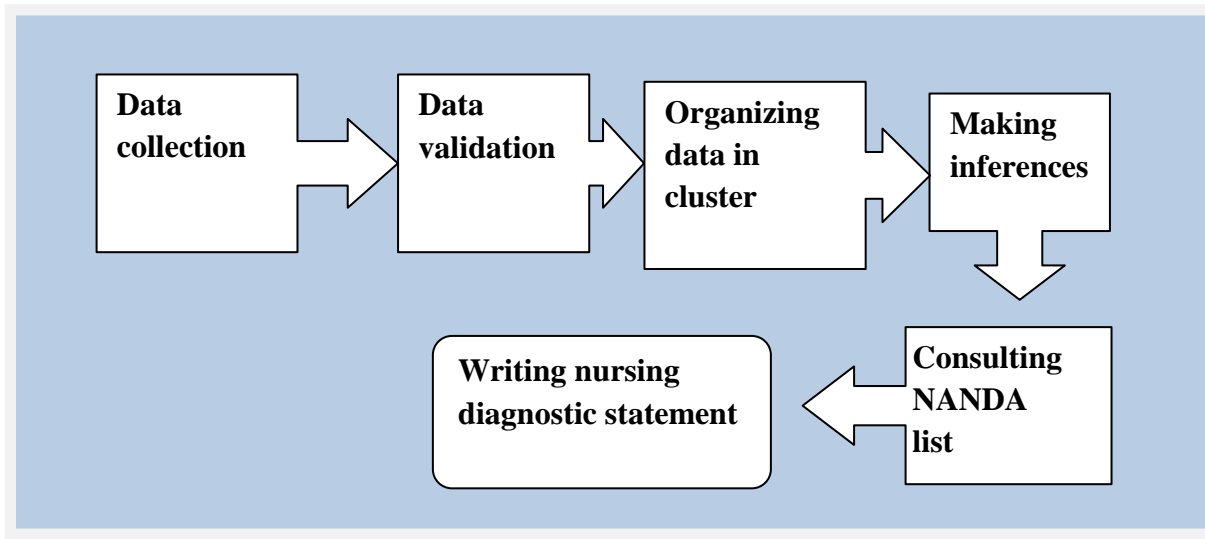 Data
collection
Data
validation
Organizing
data in
cluster
Making
inferences
Consulting
NANDA
list
Writing nursing
diagnostic statement